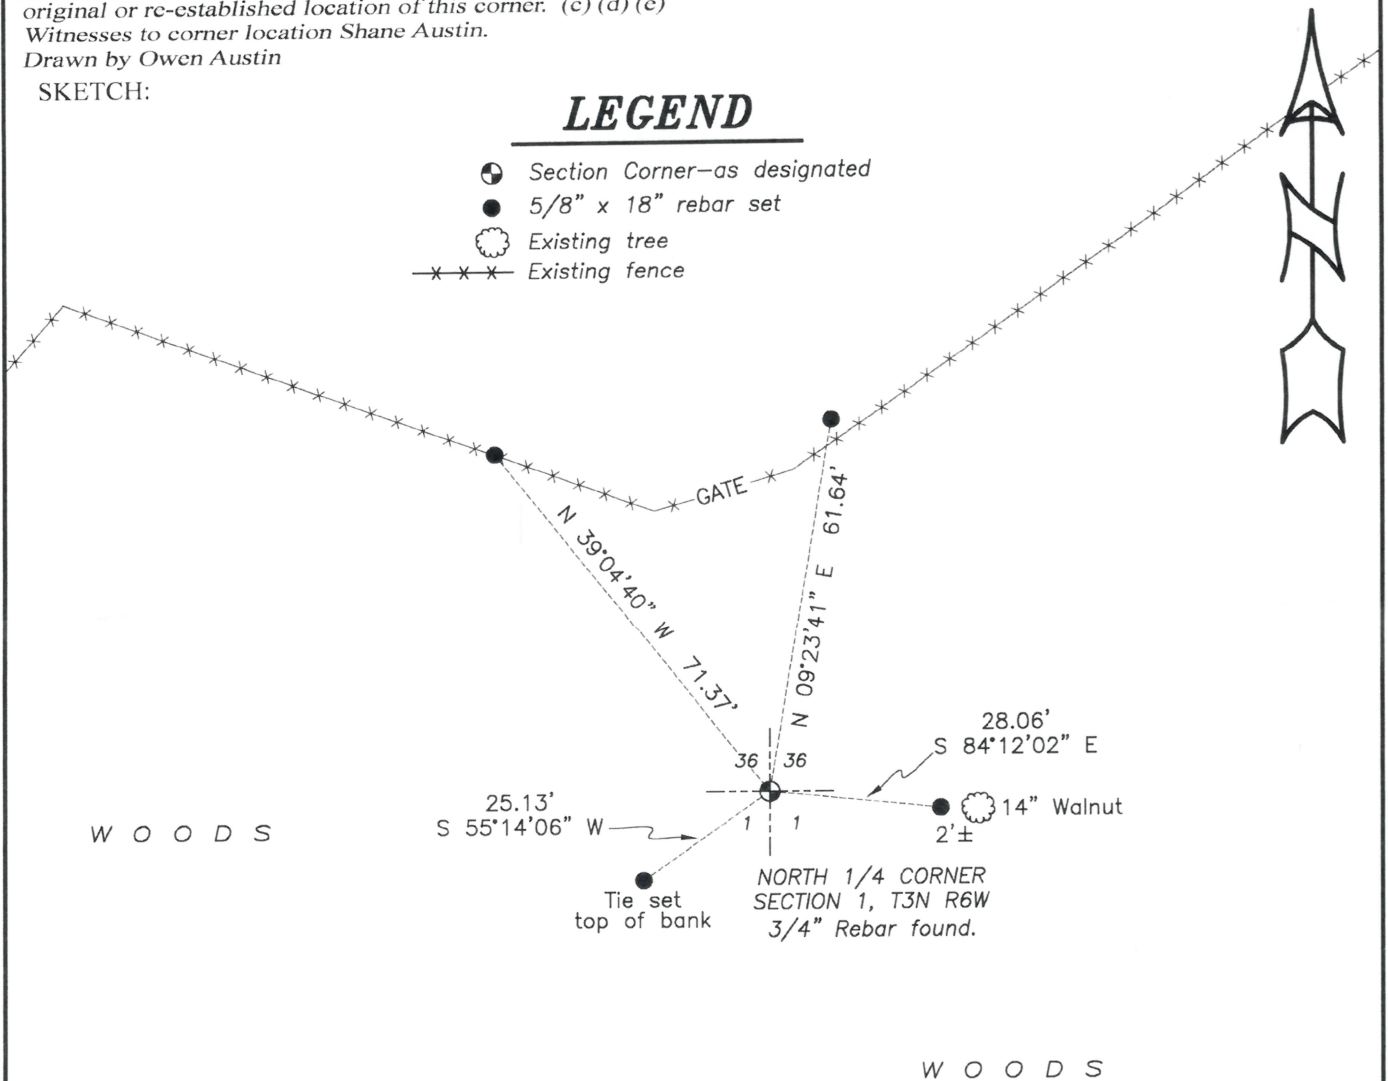 original or re-established location of this corner. (c) (d) (e)
Witnesses to corner location Shane Austin.
Drawn by Owen Austin
SKETCH:
LEGEND
Section Corner-as designated
5/8" x 18" rebar set
Existing tree
Existing fence
N
GATE
N 39°04'40" W 71.37'
N 09°23'41" E 61.64'
28.06'
S 84°12'02" E
36 36
25.13'
S 55°14'06" W
1 1
14" Walnut
2'±
WOODS
NORTH 1/4 CORNER
SECTION 1, T3N R6W
3/4" Rebar found.
Tie set
top of bank
WOODS